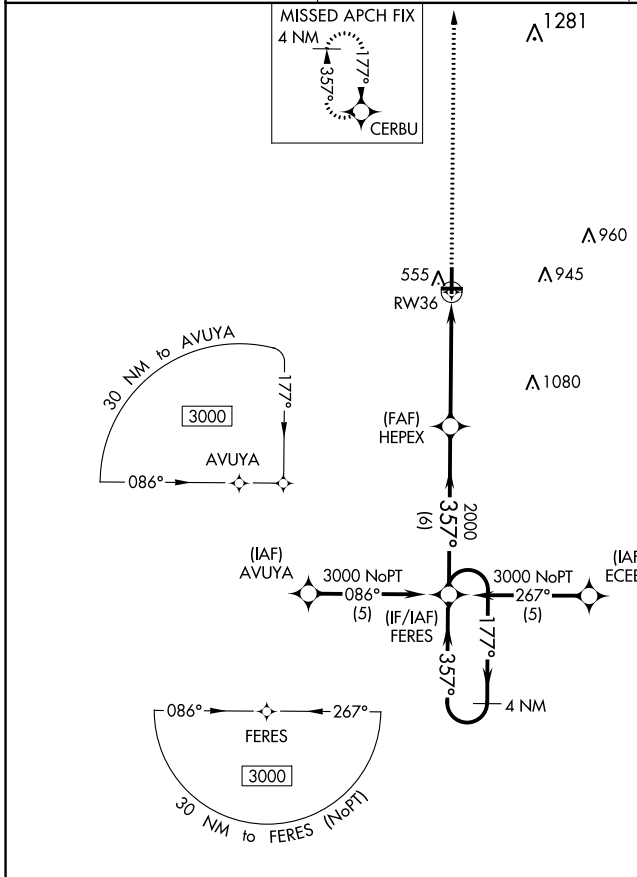 MISSED APCH FIX
4 NM
357°
177°
CERBU
1281
960
945
555
RW36
1080
30 NM to AVUYA
177°
3000
AVUYA
086°
(FAF)
HEPEX
2000
357°
(6)
(IAF)
AVUYA
3000 NoPT
086°
(5)
(IF/IAF)
FERES
3000 NoPT
267°
(5)
(IAF
177°
357°
4 NM
086°
267°
FERES
3000
30 NM to FERES (NoPT)